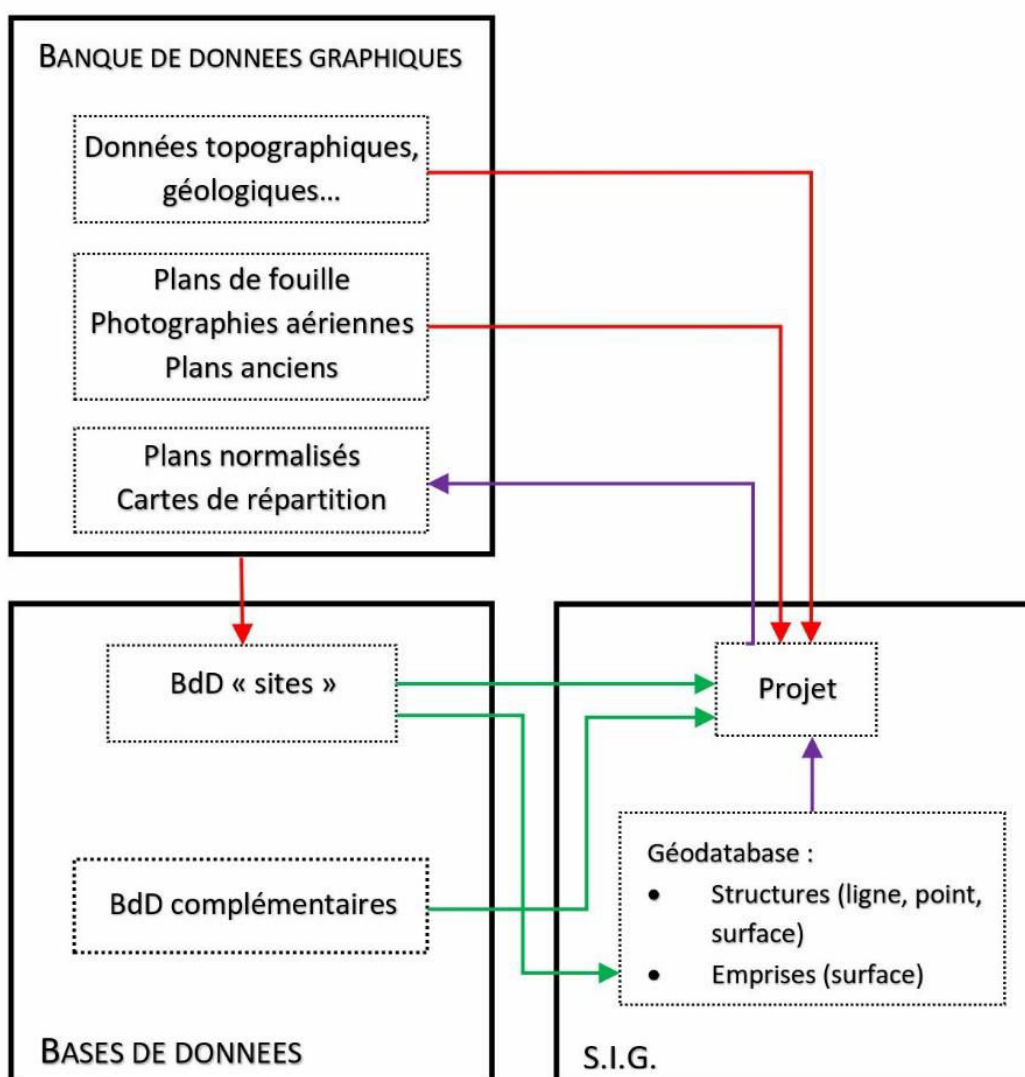 BANQUE DE DONNEES GRAPHIQUES
Données topographiques,
géologiques...
Plans de fouille
Photographies aériennes
Plans anciens
Plans normalisés
Cartes de répartition
BdD « sites »
BdD complémentaires
BASES DE DONNEES
Projet
Géodatabase :
• Structures (ligne, point,
surface)
• Emprises (surface)
S.I.G.